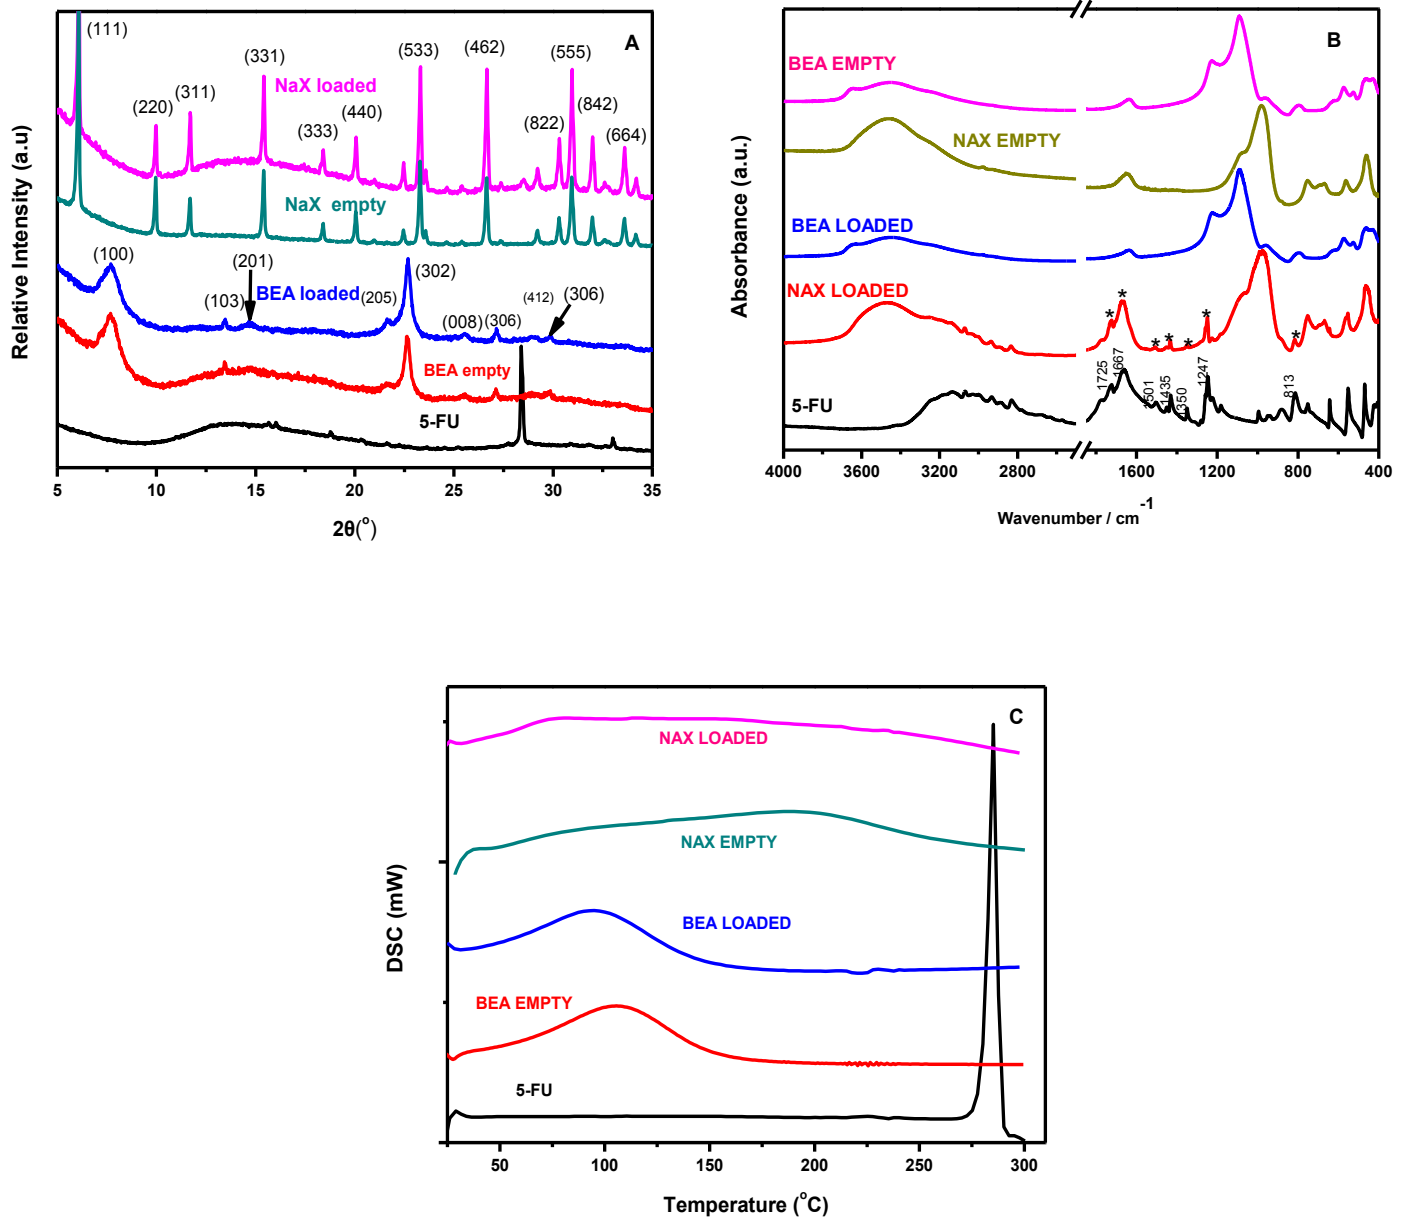 A
(111)
(331)
(533)
(462)
(555)
NaX loaded
(220)
(311)
(440)
(842)
(333)
(822)
(664)
NaX empty
(100)
(201)
(302)
(103)
BEA loaded
(205)
(412)
(306)
(008)
(306)
BEA empty
5-FU
Relative Intensity (a.u)
5
10
15
20
25
30
35
2θ(°)
B
BEA EMPTY
NAX EMPTY
BEA LOADED
NAX LOADED
* * * * * * *
1725
1667
1501
1435
1350
1247
813
5-FU
Absorbance (a.u.)
4000
3600
3200
2800
1600
1200
800
400
Wavenumber / cm-1
C
NAX LOADED
NAX EMPTY
BEA LOADED
BEA EMPTY
5-FU
DSC (mW)
50
100
150
200
250
300
Temperature (°C)